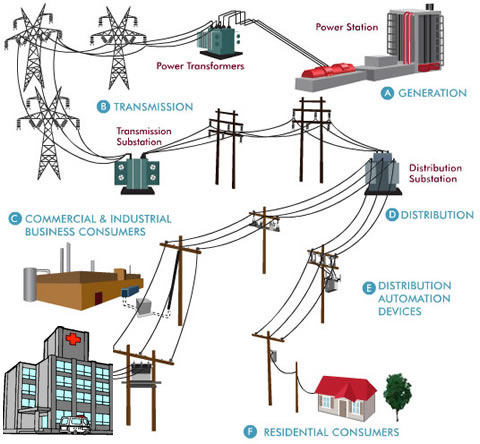 Power Station
Power Transformers
A GENERATION
B TRANSMISSION
Transmission
Substation
Distribution
Substation
C COMMERCIAL & INDUSTRIAL
BUSINESS CONSUMERS
D DISTRIBUTION
E DISTRIBUTION
AUTOMATION
DEVICES
F RESIDENTIAL CONSUMERS